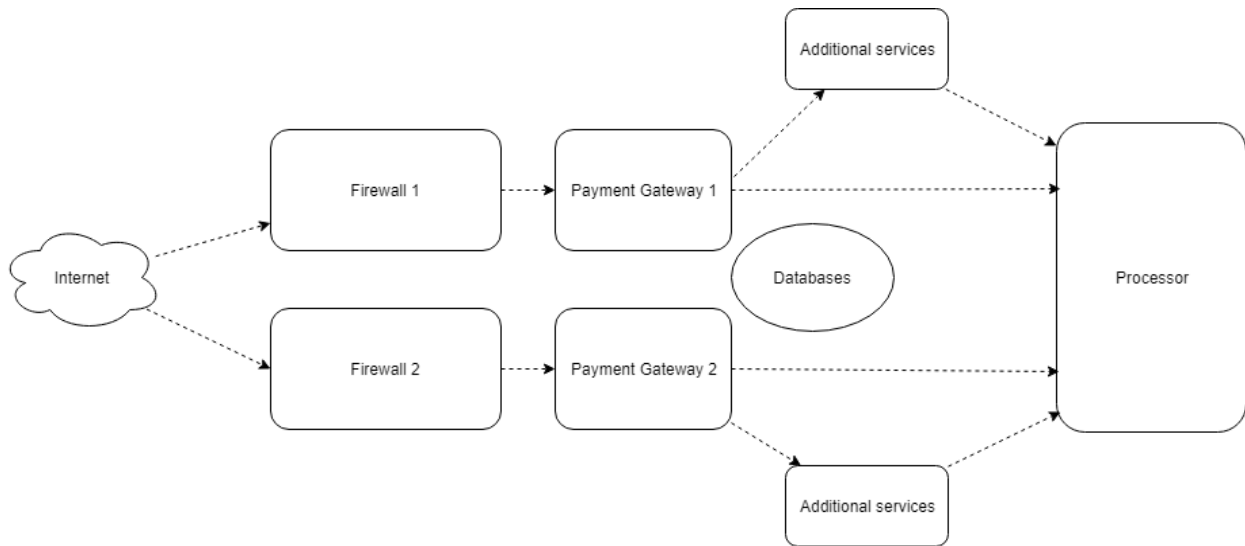 Additional services
Firewall 1
Payment Gateway 1
Internet
Databases
Processor
Firewall 2
Payment Gateway 2
Additional services